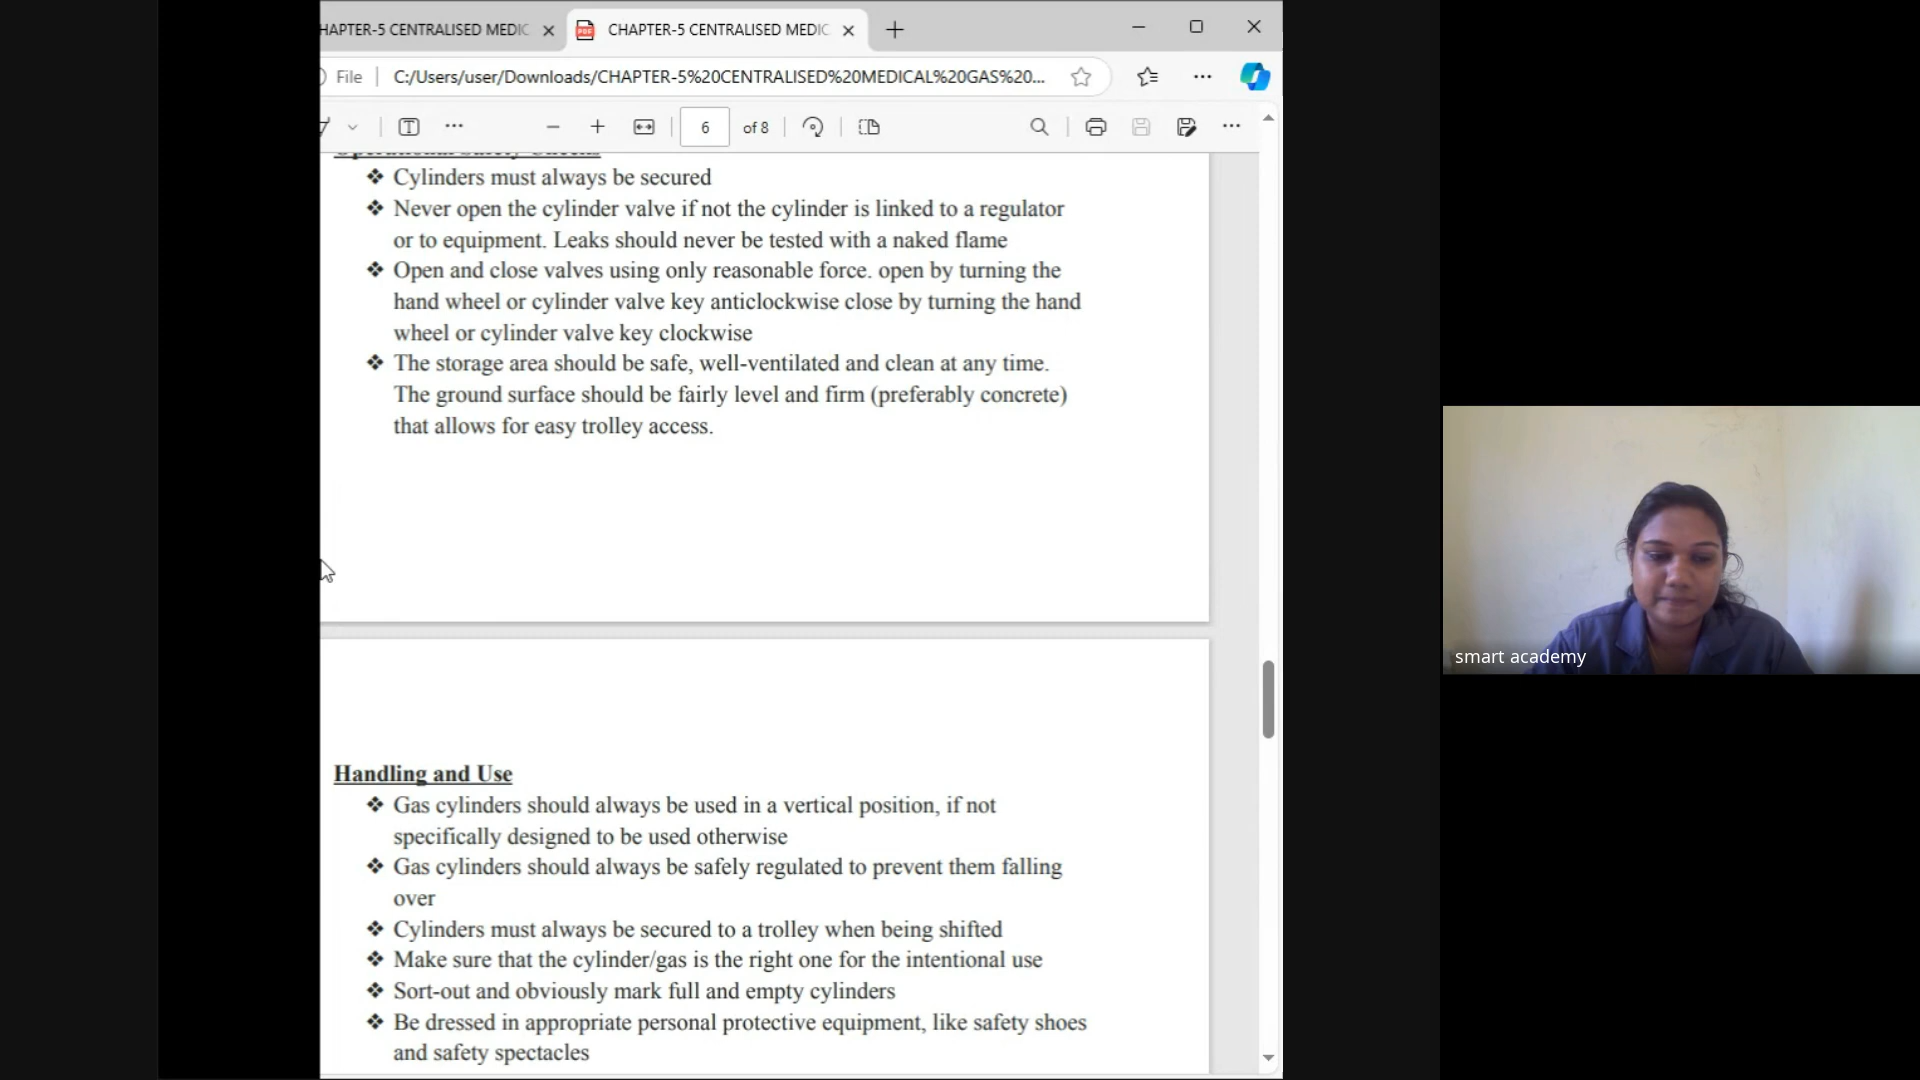 HAPTER-5 CENTRALISED MEDIC
CHAPTER-5 CENTRALISED MEDIC
File
C:/Users/user/Downloads/CHAPTER-5%20CENTRALISED%20MEDICAL%20GAS%20...
6 of 8
Operational Safety Checks
❖ Cylinders must always be secured
❖ Never open the cylinder valve if not the cylinder is linked to a regulator
or to equipment. Leaks should never be tested with a naked flame
❖ Open and close valves using only reasonable force. open by turning the
hand wheel or cylinder valve key anticlockwise close by turning the hand
wheel or cylinder valve key clockwise
❖ The storage area should be safe, well-ventilated and clean at any time.
The ground surface should be fairly level and firm (preferably concrete)
that allows for easy trolley access.
Handling and Use
❖ Gas cylinders should always be used in a vertical position, if not
specifically designed to be used otherwise
❖ Gas cylinders should always be safely regulated to prevent them falling
over
❖ Cylinders must always be secured to a trolley when being shifted
❖ Make sure that the cylinder/gas is the right one for the intentional use
❖ Sort-out and obviously mark full and empty cylinders
❖ Be dressed in appropriate personal protective equipment, like safety shoes
and safety spectacles
smart academy